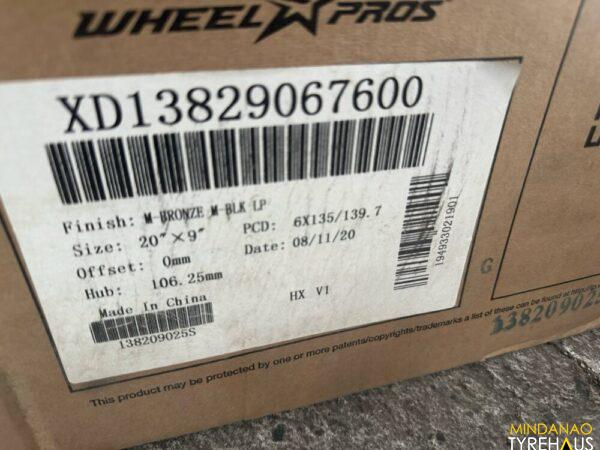 WHEEL PROS
XD13829067600
Finish: M-BRONZE M-BLK LP
Size: 20"×9"
PCD: 6X135/139.7
Offset: 0mm
Date: 08/11/20
Hub: 106.25mm
Made In China
HX V1
138209025S
194933021901
G
This product may be protected by one or more patents/copyrights/trademarks a list of these can be found at
MINDANAO
TYREHAUS